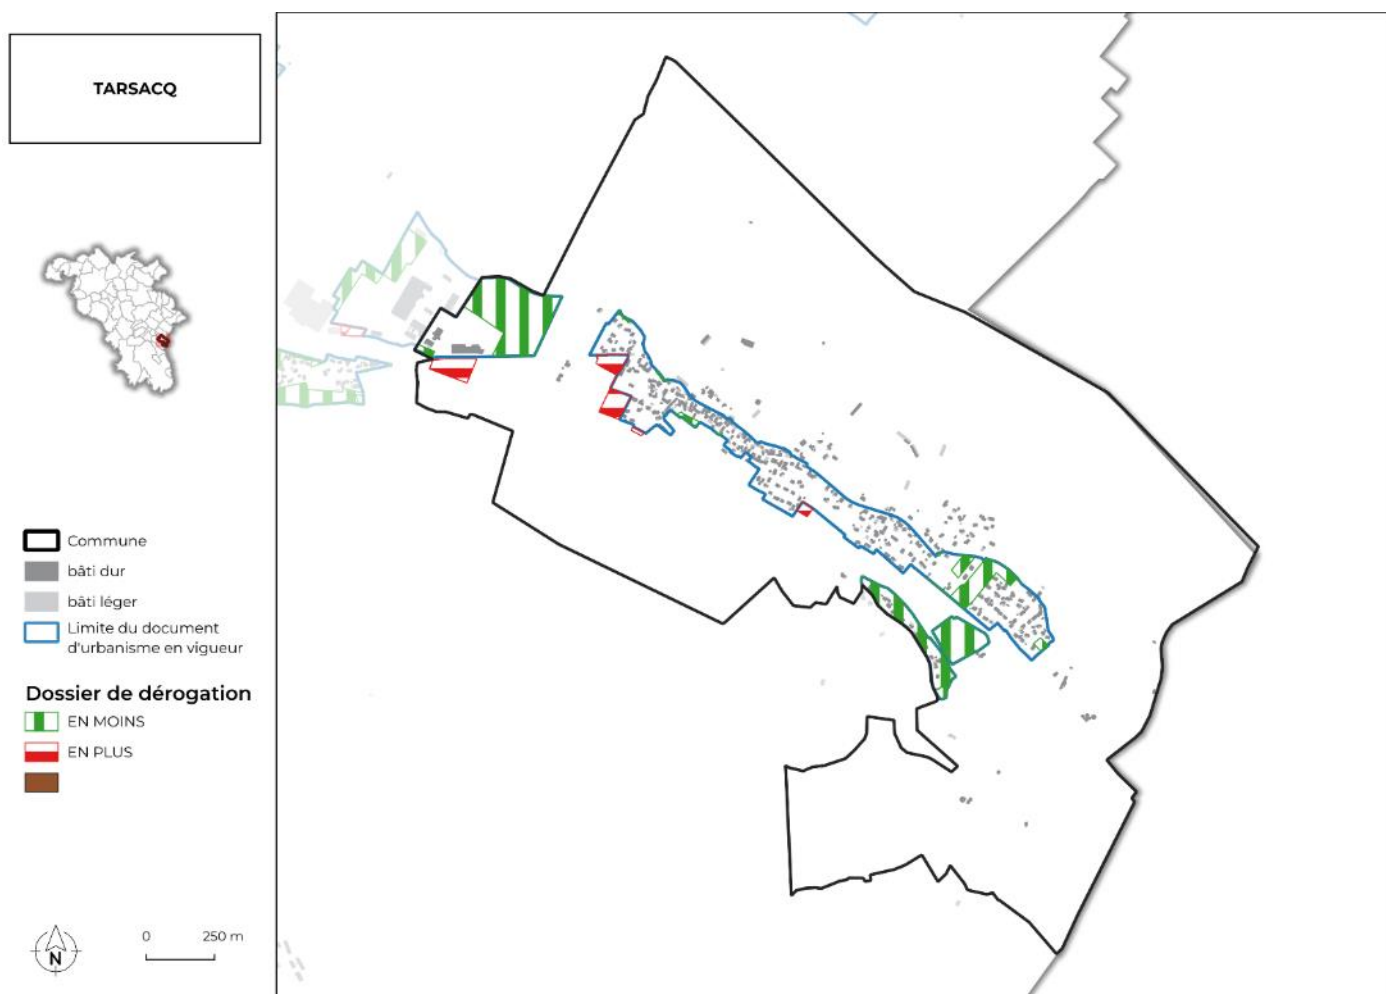 TARSACQ
Commune
bâti dur
bâti léger
Limite du document
d'urbanisme en vigueur
Dossier de dérogation
EN MOINS
EN PLUS
N
0 250 m